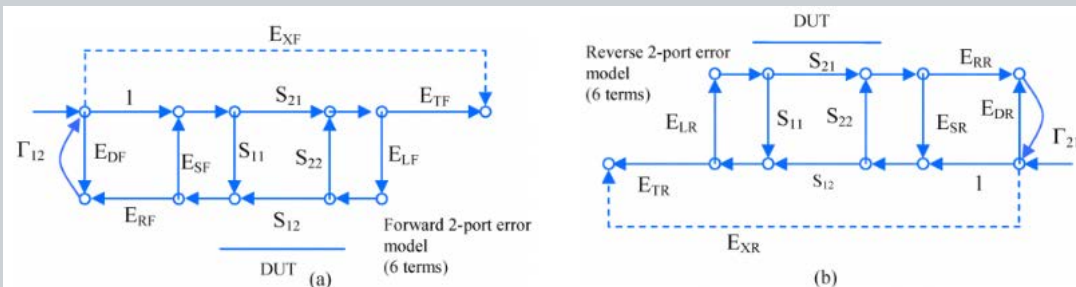 E_XF
1
S_21
E_TF
Γ_12
E_DF
E_SF
S_11
S_22
E_LF
E_RF
S_12
Forward 2-port error
model
(6 terms)
DUT
(a)
DUT
Reverse 2-port error
model
(6 terms)
S_21
E_RR
E_LR
S_11
S_22
E_SR
E_DR
Γ_21
E_TR
S_12
1
E_XR
(b)